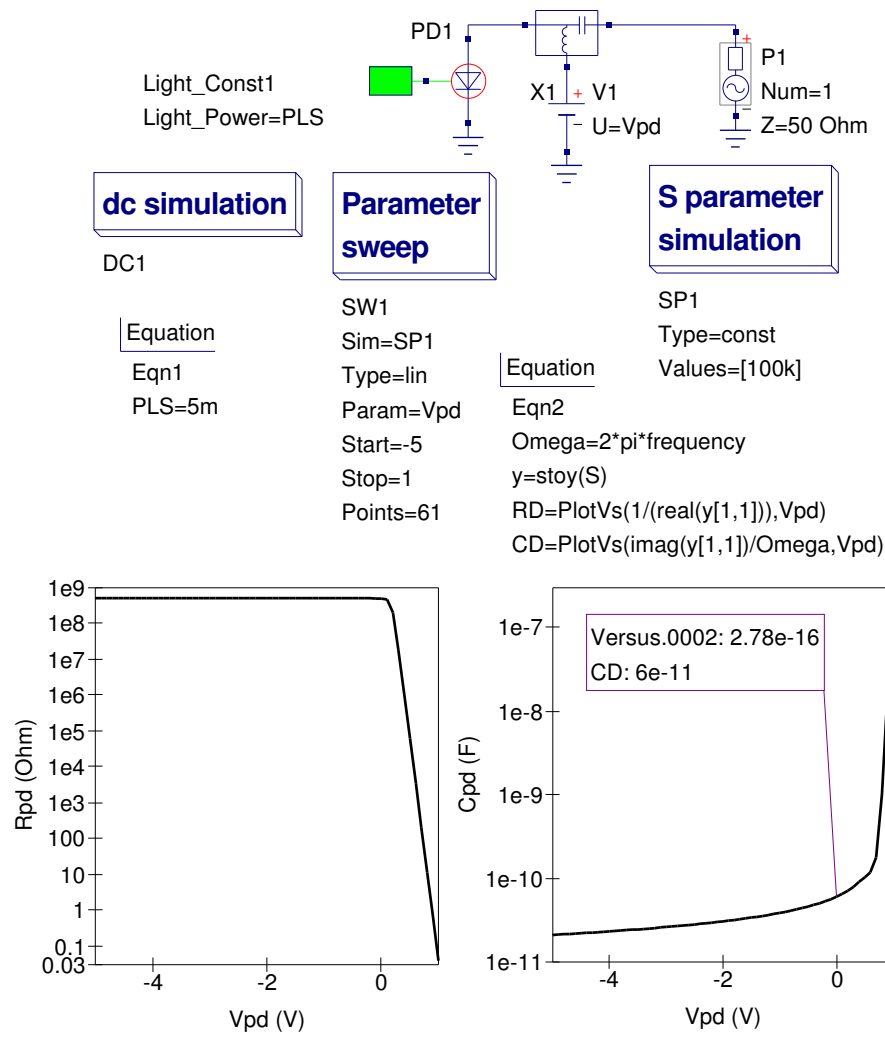 PD1
Light_Const1
Light_Power=PLS
X1
V1
U=Vpd
P1
Num=1
Z=50 Ohm
dc simulation
DC1
Equation
Eqn1
PLS=5m
Parameter
sweep
SW1
Sim=SP1
Type=lin
Param=Vpd
Start=-5
Stop=1
Points=61
S parameter
simulation
SP1
Type=const
Values=[100k]
Equation
Eqn2
Omega=2*pi*frequency
y=stoy(S)
RD=PlotVs(1/(real(y[1,1])),Vpd)
CD=PlotVs(imag(y[1,1])/Omega,Vpd)
1e9
1e8
1e7
1e6
1e5
1e4
1e3
100
10
1
0.1
0.03
Rpd (Ohm)
-4
-2
0
Vpd (V)
1e-7
1e-8
1e-9
1e-10
1e-11
Cpd (F)
Versus.0002: 2.78e-16
CD: 6e-11
-4
-2
0
Vpd (V)